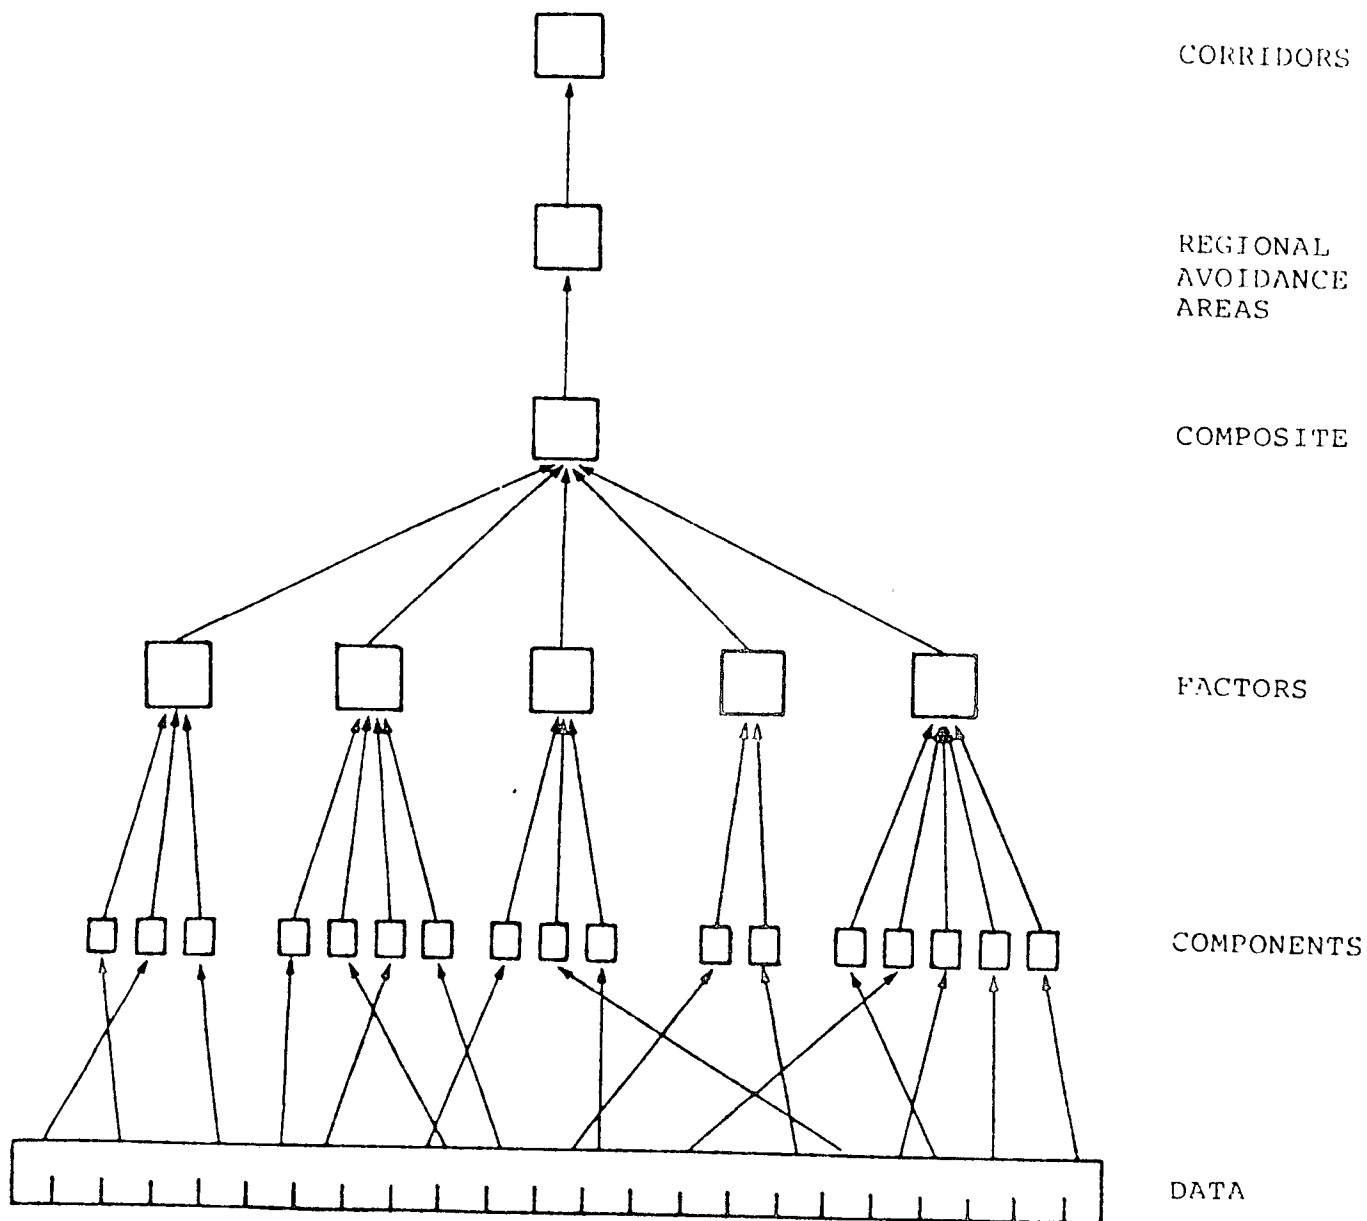 CORRIDORS
REGIONAL
AVOIDANCE
AREAS
COMPOSITE
FACTORS
COMPONENTS
DATA